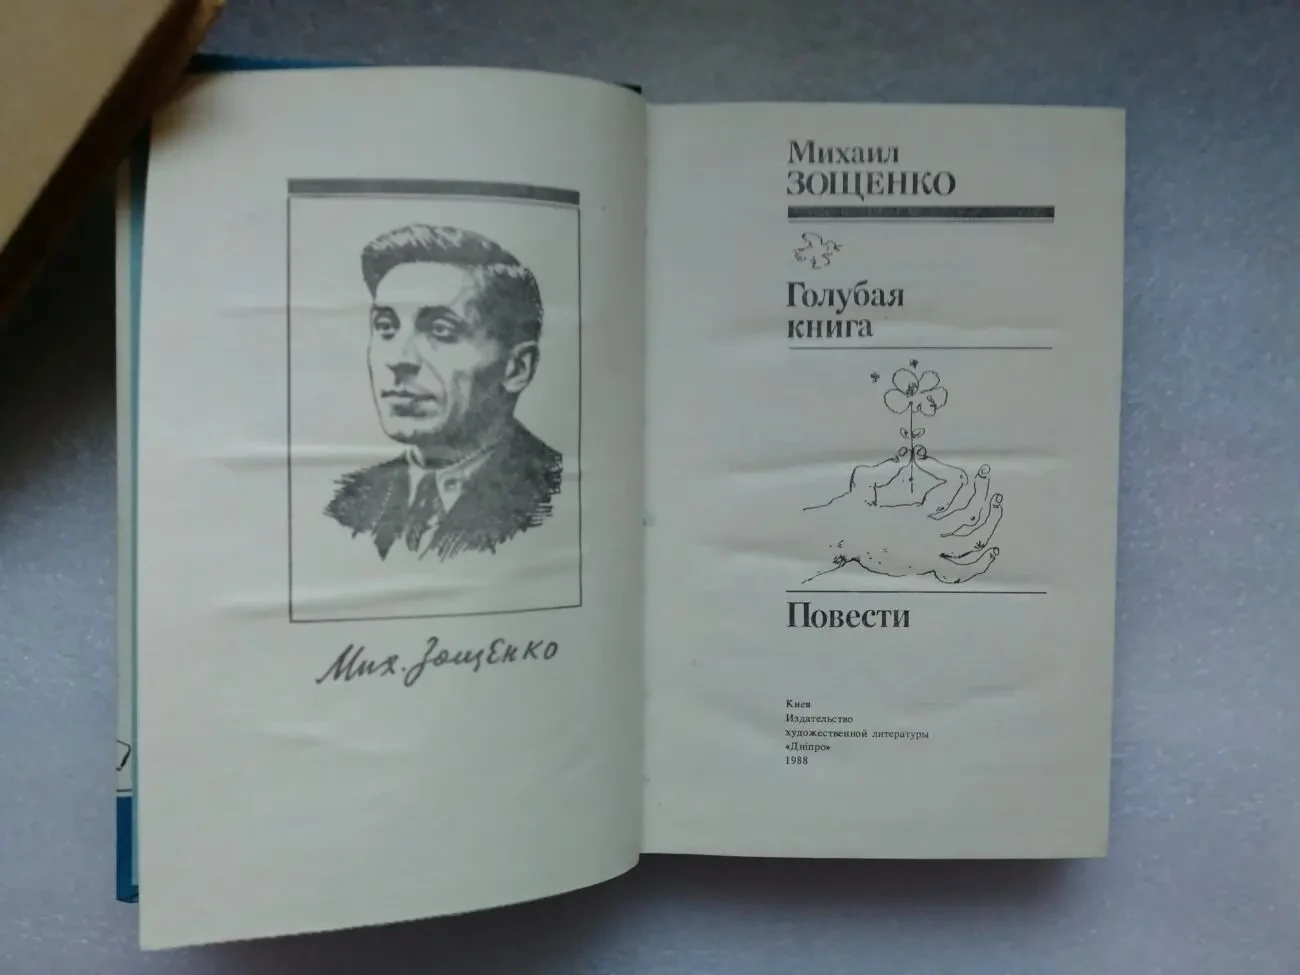 Мих. Зощенко
Михаил
ЗОЩЕНКО
Голубая
книга
Повести
Киев
Издательство
художественной литературы
«Дніпро»
1988